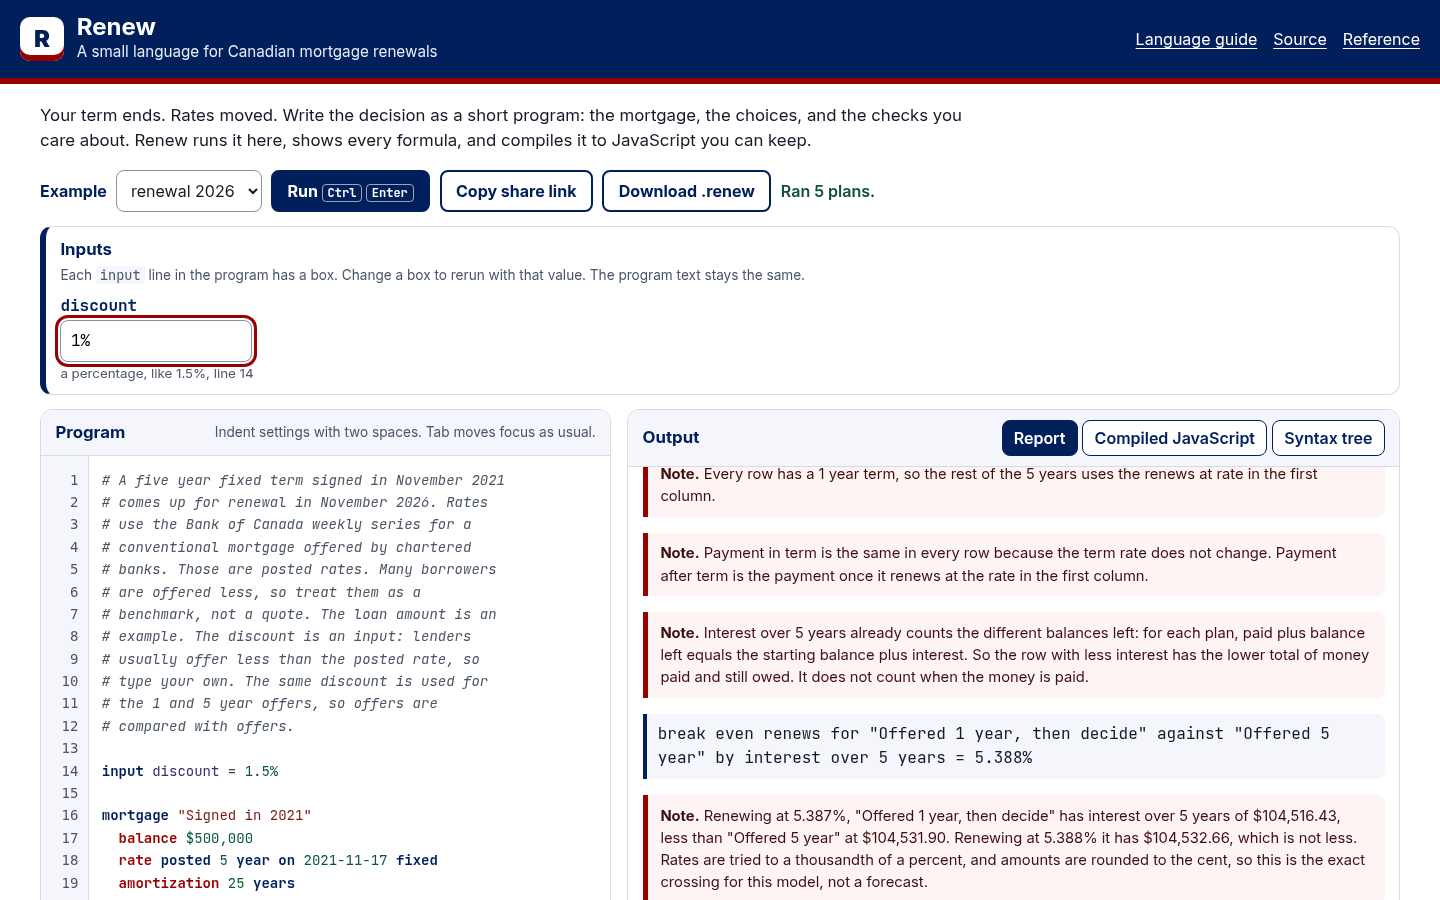 R
Renew
A small language for Canadian mortgage renewals
Language guide Source Reference
Your term ends. Rates moved. Write the decision as a short program: the mortgage, the choices, and the checks you
care about. Renew runs it here, shows every formula, and compiles it to JavaScript you can keep.
Example renewal 2026 Run Ctrl Enter Copy share link Download .renew Ran 5 plans.
Inputs
Each input line in the program has a box. Change a box to rerun with that value. The program text stays the same.
discount
1%
a percentage, like 1.5%, line 14
Program Indent settings with two spaces. Tab moves focus as usual.
1 # A five year fixed term signed in November 2021
2 # comes up for renewal in November 2026. Rates
3 # use the Bank of Canada weekly series for a
4 # conventional mortgage offered by chartered
5 # banks. Those are posted rates. Many borrowers
6 # are offered less, so treat them as a
7 # benchmark, not a quote. The loan amount is an
8 # example. The discount is an input: lenders
9 # usually offer less than the posted rate, so
10 # type your own. The same discount is used for
11 # the 1 and 5 year offers, so offers are
12 # compared with offers.
13
14 input discount = 1.5%
15
16 mortgage "Signed in 2021"
17   balance $500,000
18   rate posted 5 year on 2021-11-17 fixed
19   amortization 25 years
Output Report Compiled JavaScript Syntax tree
Note. Every row has a 1 year term, so the rest of the 5 years uses the renews at rate in the first
column.
Note. Payment in term is the same in every row because the term rate does not change. Payment
after term is the payment once it renews at the rate in the first column.
Note. Interest over 5 years already counts the different balances left: for each plan, paid plus balance
left equals the starting balance plus interest. So the row with less interest has the lower total of money
paid and still owed. It does not count when the money is paid.
break even renews for "Offered 1 year, then decide" against "Offered 5
year" by interest over 5 years = 5.388%
Note. Renewing at 5.387%, "Offered 1 year, then decide" has interest over 5 years of $104,516.43,
less than "Offered 5 year" at $104,531.90. Renewing at 5.388% it has $104,532.66, which is not less.
Rates are tried to a thousandth of a percent, and amounts are rounded to the cent, so this is the exact
crossing for this model, not a forecast.